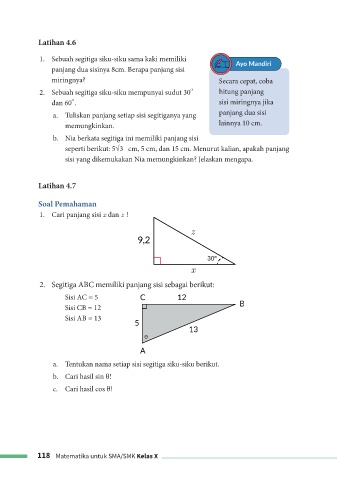 Latihan 4.6
1. Sebuah segitiga siku-siku sama kaki memiliki
panjang dua sisinya 8cm. Berapa panjang sisi
miringnya?
2. Sebuah segitiga siku-siku mempunyai sudut 30°
dan 60°.
a. Tuliskan panjang setiap sisi segitiganya yang
memungkinkan.
b. Nia berkata segitiga ini memiliki panjang sisi
seperti berikut: 5√3 cm, 5 cm, dan 15 cm. Menurut kalian, apakah panjang
sisi yang dikemukakan Nia memungkinkan? Jelaskan mengapa.
Ayo Mandiri
Secara cepat, coba
hitung panjang
sisi miringnya jika
panjang dua sisi
lainnya 10 cm.
Latihan 4.7
Soal Pemahaman
1. Cari panjang sisi x dan z !
z
9,2
30°
x
2. Segitiga ABC memiliki panjang sisi sebagai berikut:
Sisi AC = 5
Sisi CB = 12
Sisi AB = 13
C 12
B
5
13
θ
A
a. Tentukan nama setiap sisi segitiga siku-siku berikut.
b. Cari hasil sin θ!
c. Cari hasil cos θ!
118 Matematika untuk SMA/SMK Kelas X